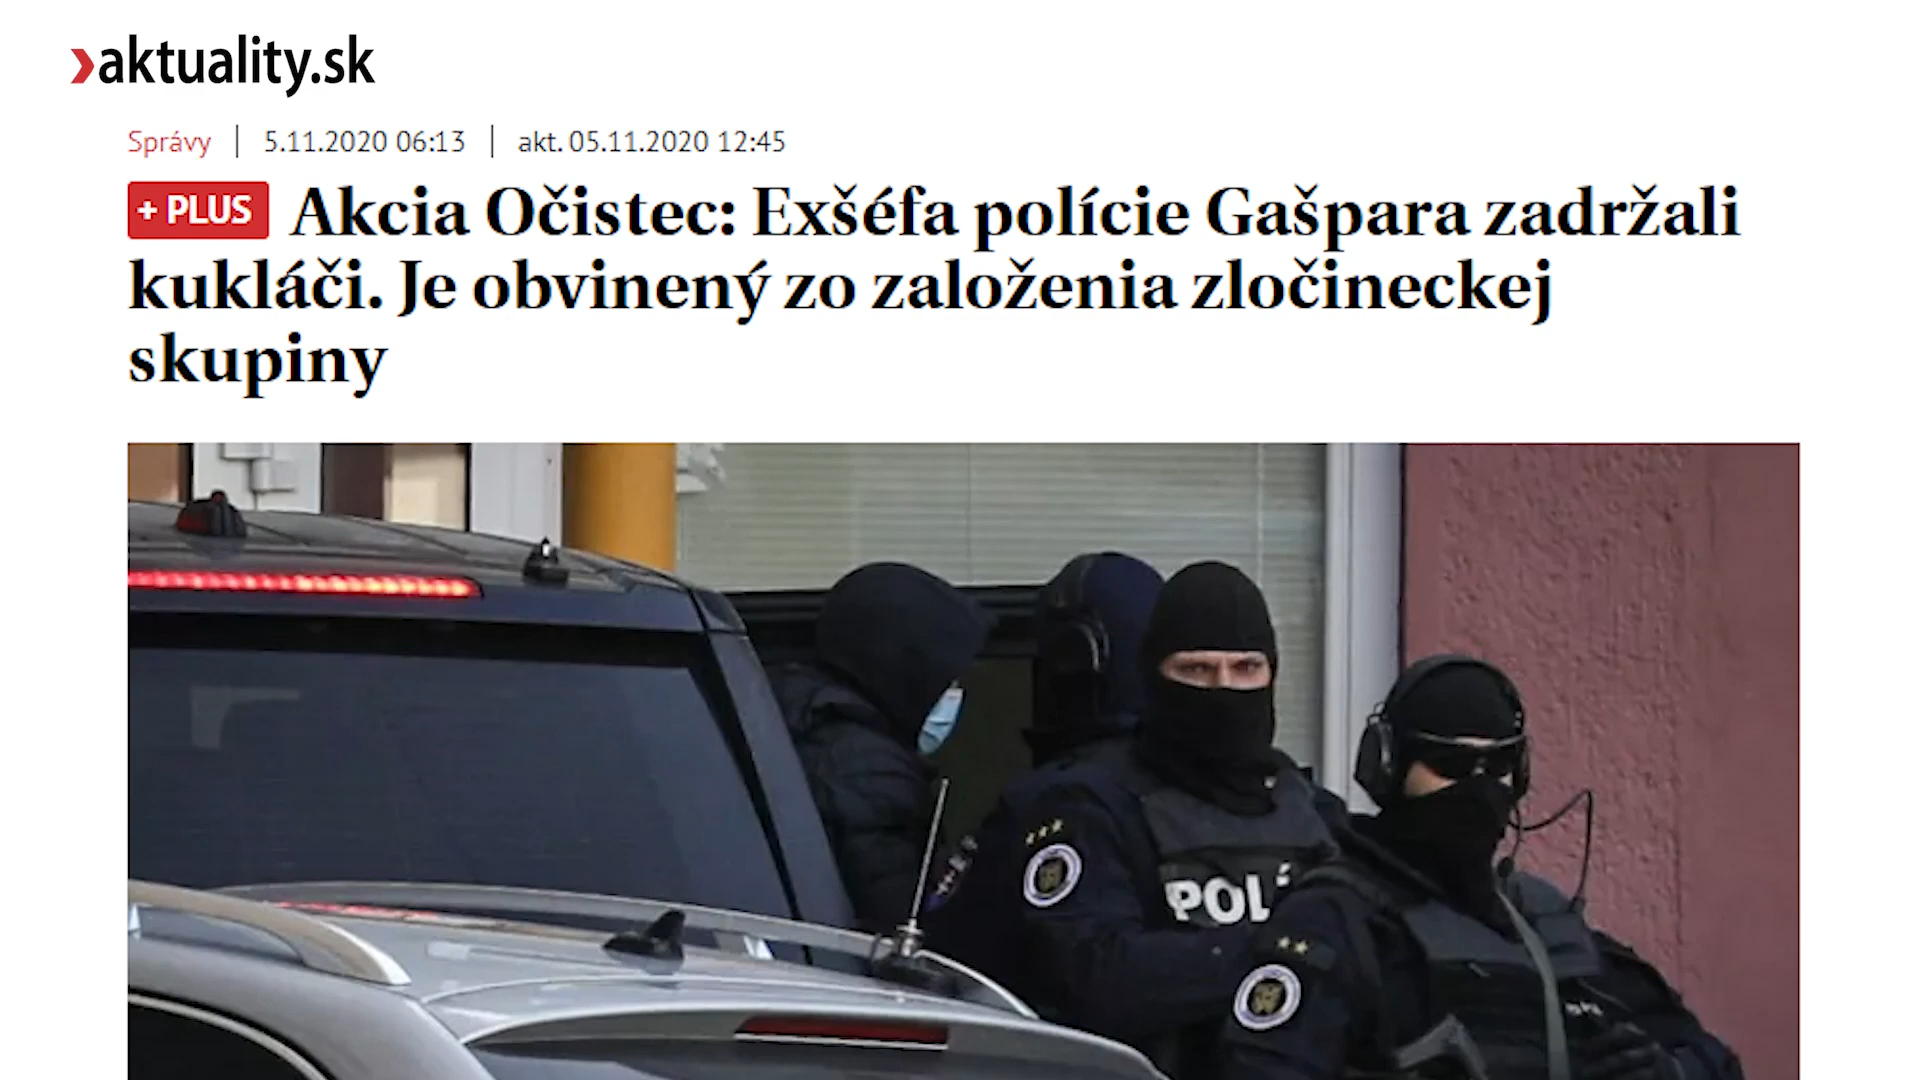 aktuality.sk
Správy | 5.11.2020 06:13 | akt. 05.11.2020 12:45
+ PLUS Akcia Očistec: Exšéfa polície Gašpara zadržali
kukláči. Je obvinený zo založenia zločineckej
skupiny
POL